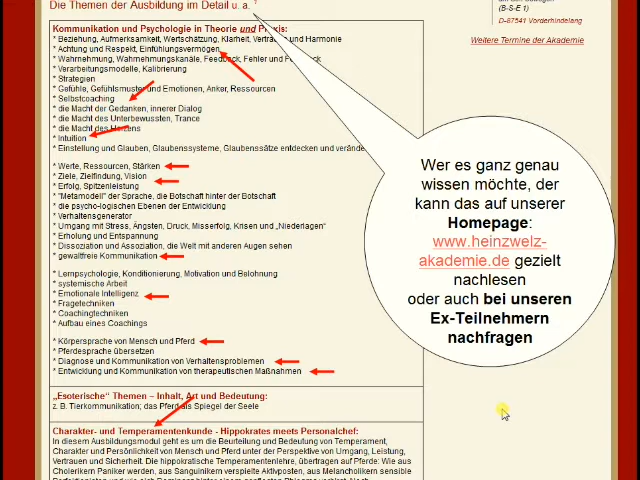 Die Themen der Ausbildung im Detail u. a. ?
(B-S-E 1)
D-87541 Vorderhindelang
Weitere Termine der Akademie
Kommunikation und Psychologie in Theorie und Praxis:
* Beziehung, Aufmerksamkeit, Wertschätzung, Klarheit, und Harmonie
* Achtung und Respekt, Einfühlungsvermögen,
* Wahrnehmung, Wahrnehmungskanäle, Fehler und
* Verarbeitungsmodelle, Kalibrierung
* Strategien
* Gefühle, Gefühlsmuster und Emotionen, Anker, Ressourcen
* Selbstcoaching
* die Macht der Gedanken, innerer Dialog
* die Macht des Unterbewussten, Trance
* die Macht des Herzens
* Intuition
* Einstellung und Glauben, Glaubenssysteme, Glaubenssätze entdecken und
* Werte, Ressourcen, Stärken
* Ziele, Zielfindung, Vision
* Erfolg, Spitzenleistung
* "Metamodell" der Sprache, die Botschaft hinter der Botschaft
* die psycho-logischen Ebenen der Entwicklung
* Verhaltensgenerator
* Umgang mit Stress, Ängsten, Druck, Misserfolg, Krisen und „Niederlagen"
* Erholung und Entspannung
* Dissoziation und Assoziation, die Welt mit anderen Augen sehen
* gewaltfreie Kommunikation
* Lernpsychologie, Konditionierung, Motivation und Belohnung
* systemische Arbeit
* Emotionale Intelligenz
* Fragetechniken
* Coachingtechniken
* Aufbau eines Coachings
* Körpersprache von Mensch und Pferd
* Pferdesprache übersetzen
* Diagnose und Kommunikation von Verhaltensproblemen
* Entwicklung und Kommunikation von therapeutischen Maßnahmen
„Esoterische" Themen – Inhalt, Art und Bedeutung:
z. B. Tierkommunikation; das Pferd als Spiegel der Seele
Charakter- und Temperamentenkunde - Hippokrates meets Personalchef:
In diesem Ausbildungsmodul geht es um die Beurteilung und Bedeutung von Temperament,
Charakter und Persönlichkeit von Mensch und Pferd unter der Perspektive von Umgang, Leistung,
Vertrauen und Sicherheit. Die hippokratische Temperamentenlehre, übertragen auf Pferde: Wie aus
Cholerikern Paniker werden, aus Sanguinikern verspielte Aktivposten, aus Melancholikern sensible
Wer es ganz genau
wissen möchte, der
kann das auf unserer
Homepage:
www.heinzwelz-
akademie.de gezielt
nachlesen
oder auch bei unseren
Ex-Teilnehmern
nachfragen